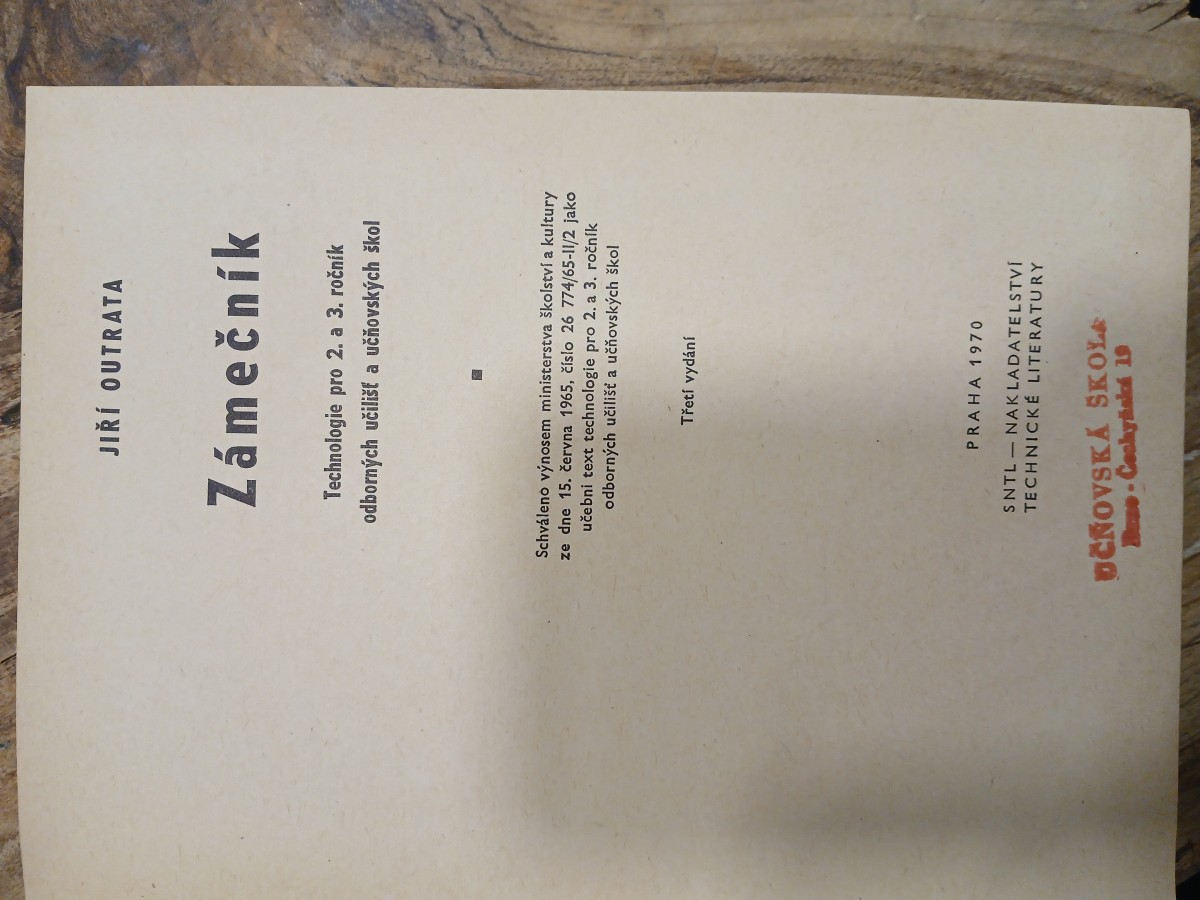 JIŘÍ OUTRATA
Zámečník
Technologie pro 2. a 3. ročník
odborných učilišť a učňovských škol
Schváleno výnosem ministerstva školství a kultury
ze dne 15. června 1965, číslo 26 774/65-II/2 jako
učební text technologie pro 2. a 3. ročník
odborných učilišť a učňovských škol
Třetí vydání
PRAHA 1970
SNTL — NAKLADATELSTVÍ
TECHNICKÉ LITERATURY
UČŇOVSKÁ ŠKOLA
19